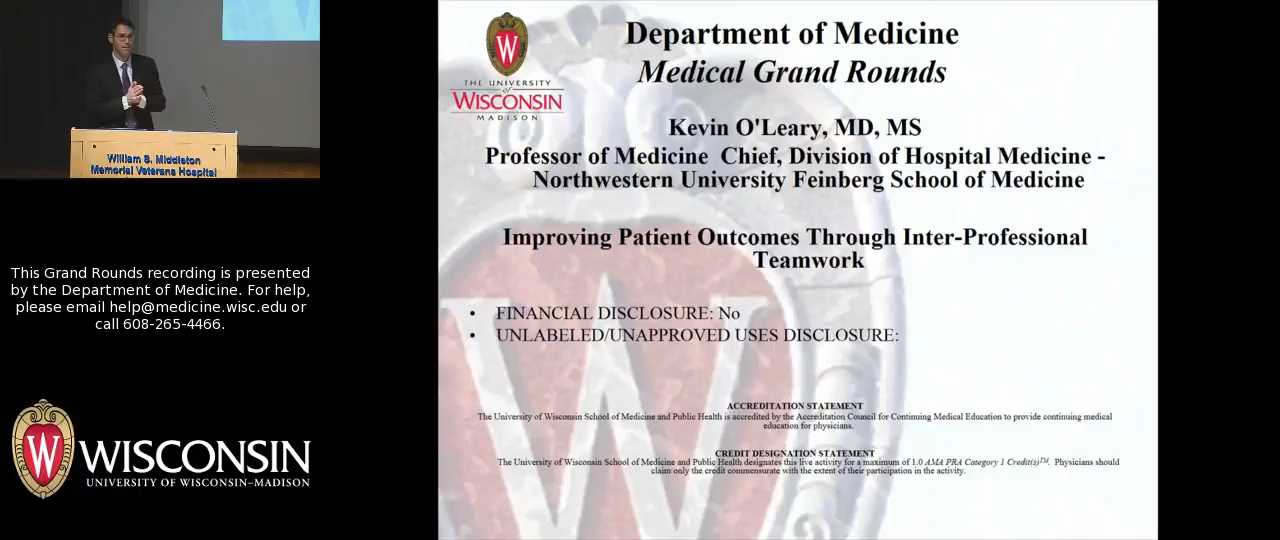 William S. Middleton
Memorial Veterans Hospital
This Grand Rounds recording is presented
by the Department of Medicine. For help,
please email help@medicine.wisc.edu or
call 608-265-4466.
W
WISCONSIN
UNIVERSITY OF WISCONSIN–MADISON
W
THE UNIVERSITY
of
WISCONSIN
MADISON
Department of Medicine
Medical Grand Rounds
Kevin O'Leary, MD, MS
Professor of Medicine Chief, Division of Hospital Medicine -
Northwestern University Feinberg School of Medicine
Improving Patient Outcomes Through Inter-Professional
Teamwork
• FINANCIAL DISCLOSURE: No
• UNLABELED/UNAPPROVED USES DISCLOSURE:
ACCREDITATION STATEMENT
The University of Wisconsin School of Medicine and Public Health is accredited by the Accreditation Council for Continuing Medical Education to provide continuing medical
education for physicians.
CREDIT DESIGNATION STATEMENT
The University of Wisconsin School of Medicine and Public Health designates this live activity for a maximum of 1.0 AMA PRA Category 1 Credit(s)TM. Physicians should
claim only the credit commensurate with the extent of their participation in the activity.
W